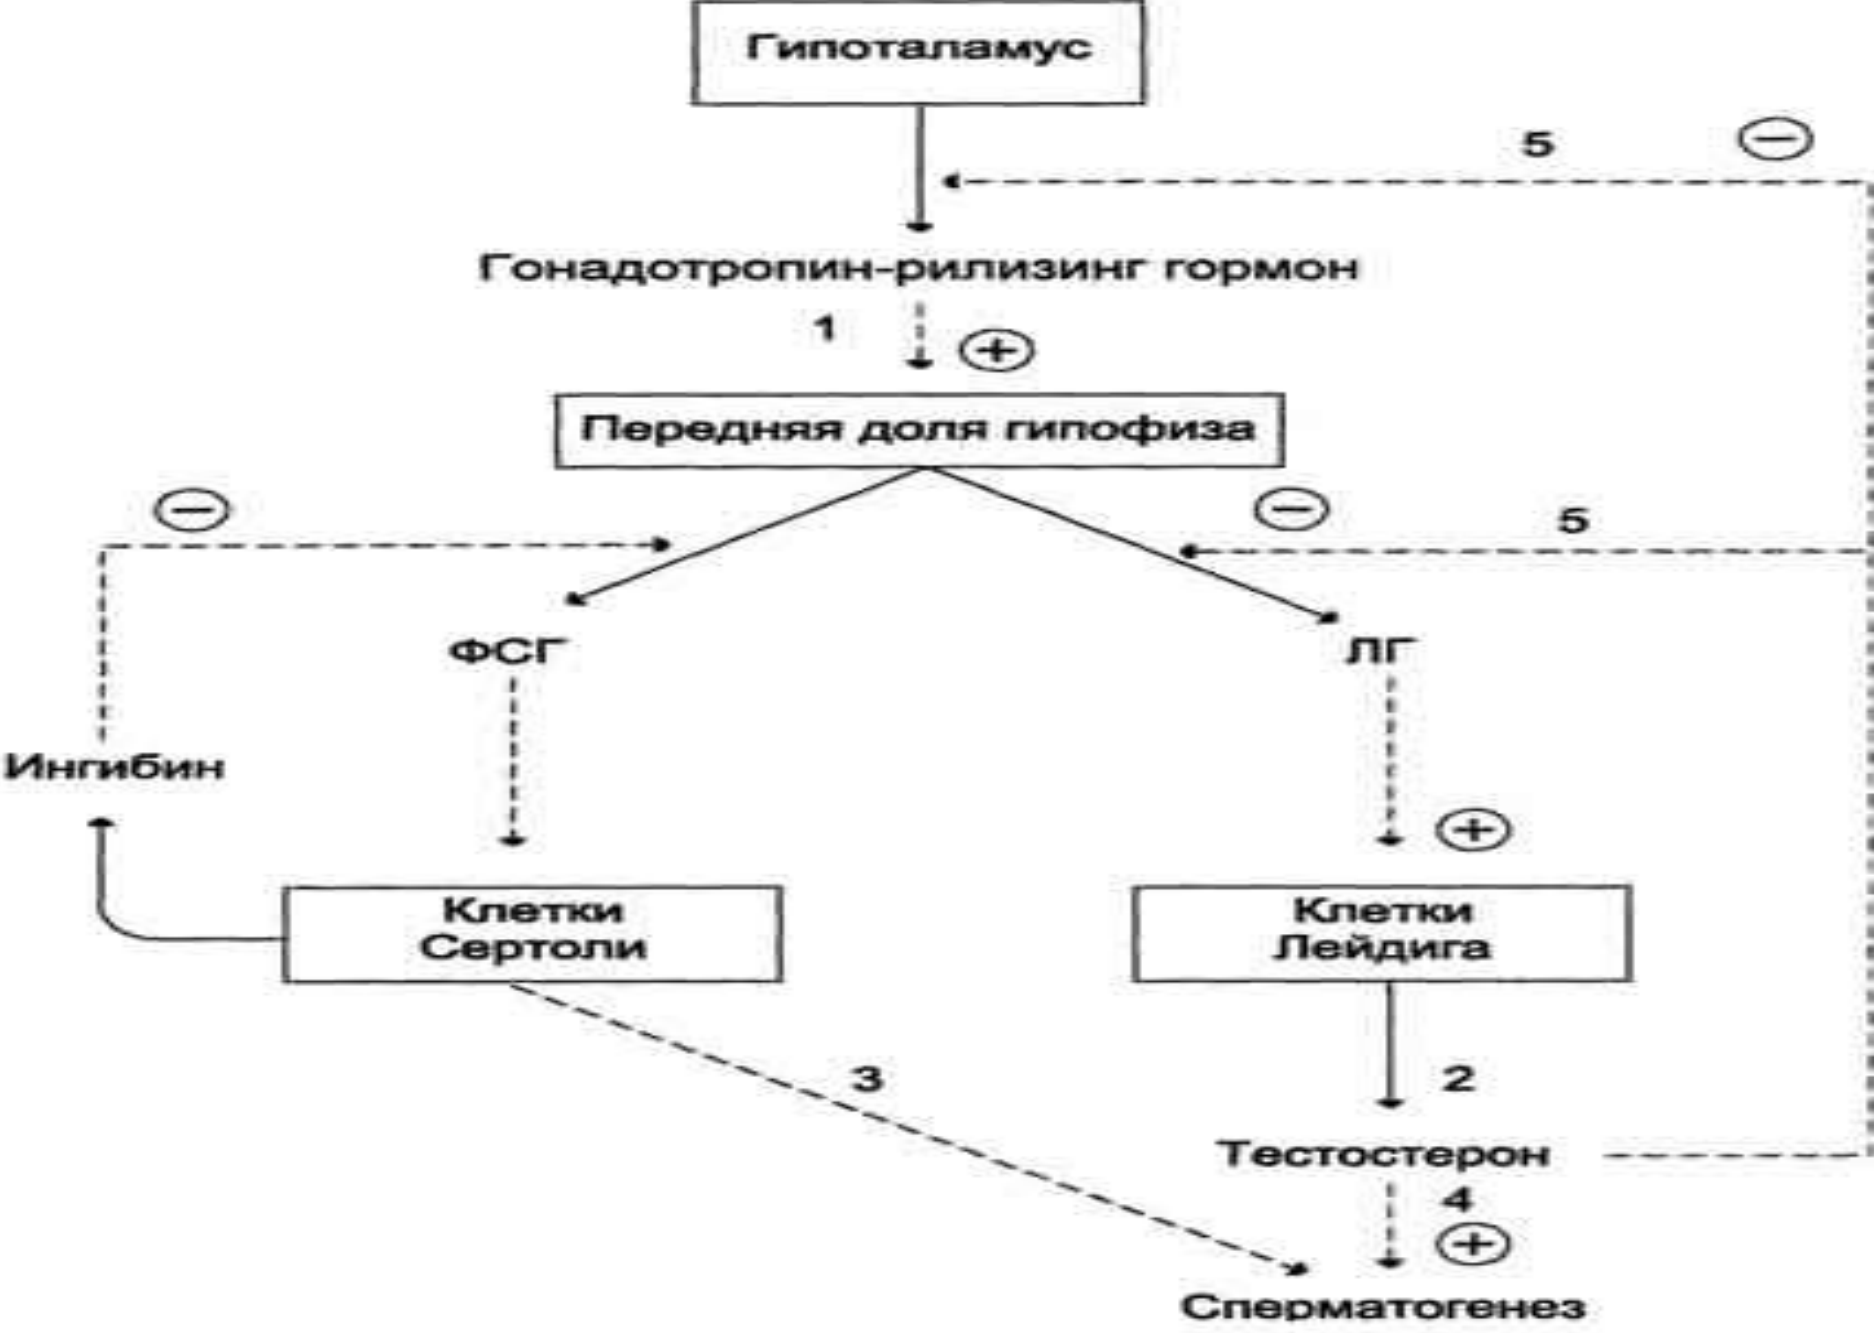 Гипоталамус
5
−
Гонадотропин-рилизинг гормон
1
+
Передняя доля гипофиза
−
−
5
ФСГ
ЛГ
Ингибин
+
Клетки
Сертоли
Клетки
Лейдига
3
2
Тестостерон
4
+
Сперматогенез